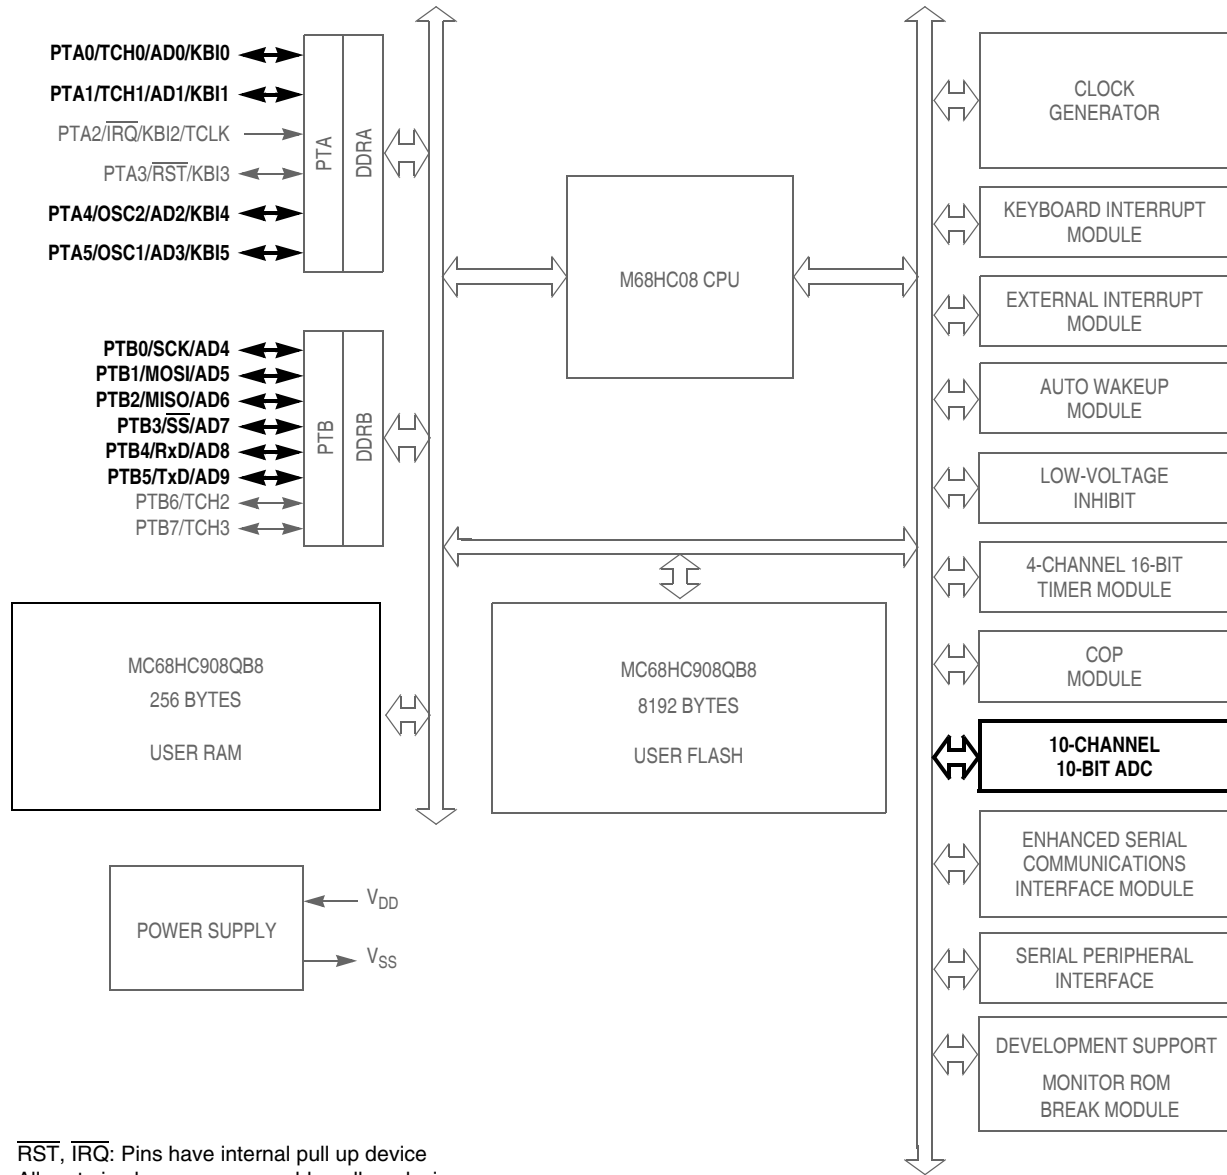 PTA0/TCH0/AD0/KBI0
PTA1/TCH1/AD1/KBI1
PTA2/IRQ/KBI2/TCLK
PTA3/RST/KBI3
PTA4/OSC2/AD2/KBI4
PTA5/OSC1/AD3/KBI5
PTA
DDRA
PTB0/SCK/AD4
PTB1/MOSI/AD5
PTB2/MISO/AD6
PTB3/SS/AD7
PTB4/RxD/AD8
PTB5/TxD/AD9
PTB6/TCH2
PTB7/TCH3
PTB
DDRB
M68HC08 CPU
MC68HC908QB8
256 BYTES
USER RAM
MC68HC908QB8
8192 BYTES
USER FLASH
POWER SUPPLY
VDD
VSS
CLOCK
GENERATOR
KEYBOARD INTERRUPT
MODULE
EXTERNAL INTERRUPT
MODULE
AUTO WAKEUP
MODULE
LOW-VOLTAGE
INHIBIT
4-CHANNEL 16-BIT
TIMER MODULE
COP
MODULE
10-CHANNEL
10-BIT ADC
ENHANCED SERIAL
COMMUNICATIONS
INTERFACE MODULE
SERIAL PERIPHERAL
INTERFACE
DEVELOPMENT SUPPORT
MONITOR ROM
BREAK MODULE
RST, IRQ: Pins have internal pull up device